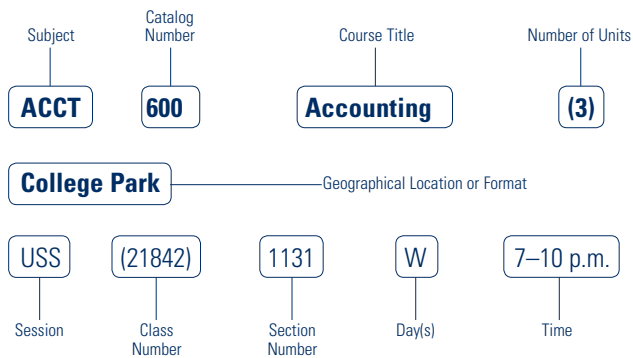 Subject
Catalog
Number
Course Title
Number of Units
ACCT 600 Accounting (3)
College Park Geographical Location or Format
USS (21842) 1131 W 7–10 p.m.
Session
Class
Number
Section
Number
Day(s)
Time